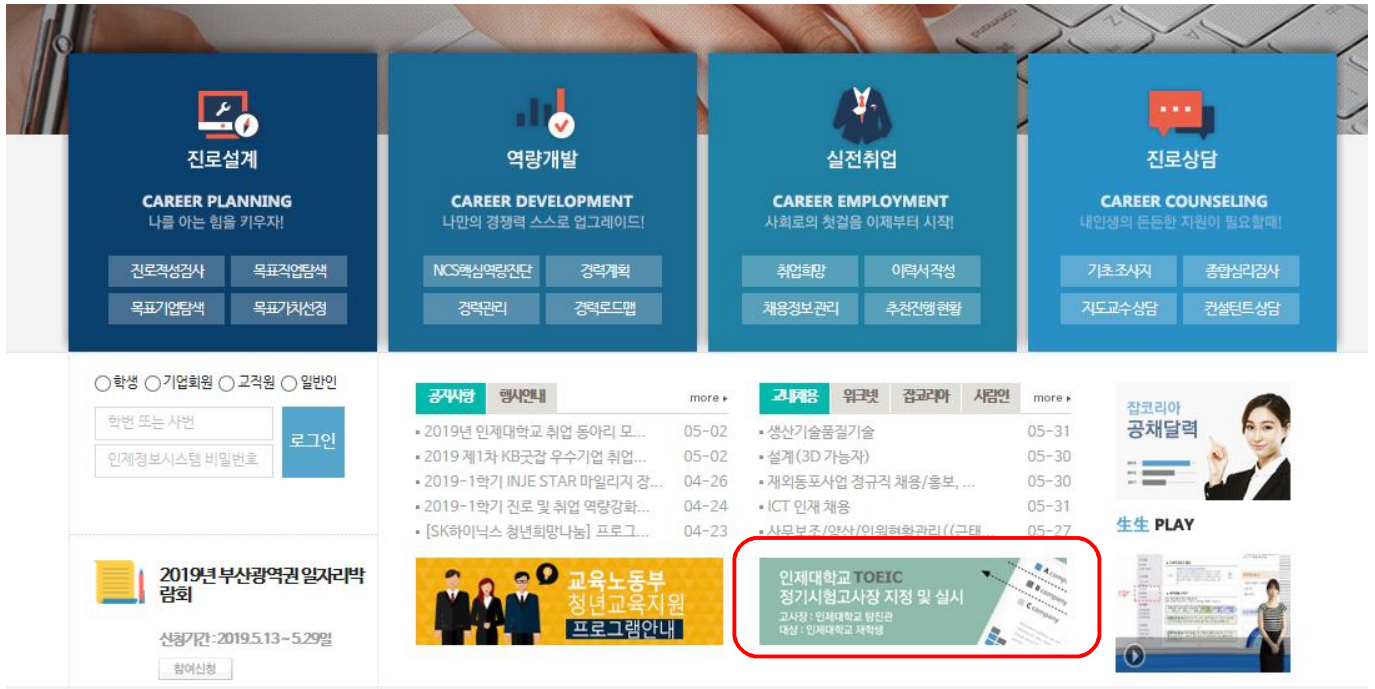 진로설계
CAREER PLANNING
나를 아는 힘을 키우자!
진로적성검사
목표직업탐색
목표기업탐색
목표가치선정
역량개발
CAREER DEVELOPMENT
나만의 경쟁력 스스로 업그레이드!
NCS핵심역량진단
경력계획
경력관리
경력로드맵
실전취업
CAREER EMPLOYMENT
사회로의 첫걸음 이제부터 시작!
취업희망
이력서작성
채용정보관리
추천진행현황
진로상담
CAREER COUNSELING
내인생의 든든한 지원이 필요할때!
기초조사지
종합심리검사
지도교수상담
컨설턴트상담
학생 기업회원 교직원 일반인
학번 또는 사번
인제정보시스템 비밀번호
로그인
2019년 부산광역권 일자리박
람회
신청기간 : 2019.5.13 ~ 5.29일
참여신청
공지사항 행사안내 more
2019년 인제대학교 취업 동아리 모... 05-02
2019 제1차 KB굿잡 우수기업 취업... 05-02
2019-1학기 INJE STAR 마일리지 장... 04-26
2019-1학기 진로 및 취업 역량강화... 04-24
[SK하이닉스 청년희망나눔] 프로그... 04-23
교내채용 워크넷 잡코리아 사람인 more
생산기술품질기술 05-31
설계(3D 가능자) 05-30
재외동포사업 정규직 채용/홍보, ... 05-30
ICT 인재 채용 05-31
사무보조/양산/인원현황관리((근태... 05-27
교육노동부
청년교육지원
프로그램안내
인제대학교 TOEIC
정기시험고사장 지정 및 실시
고사장 : 인제대학교 탐진관
대상 : 인제대학교 재학생
A comp.
B company
C company
잡코리아
공채달력
生生 PLAY